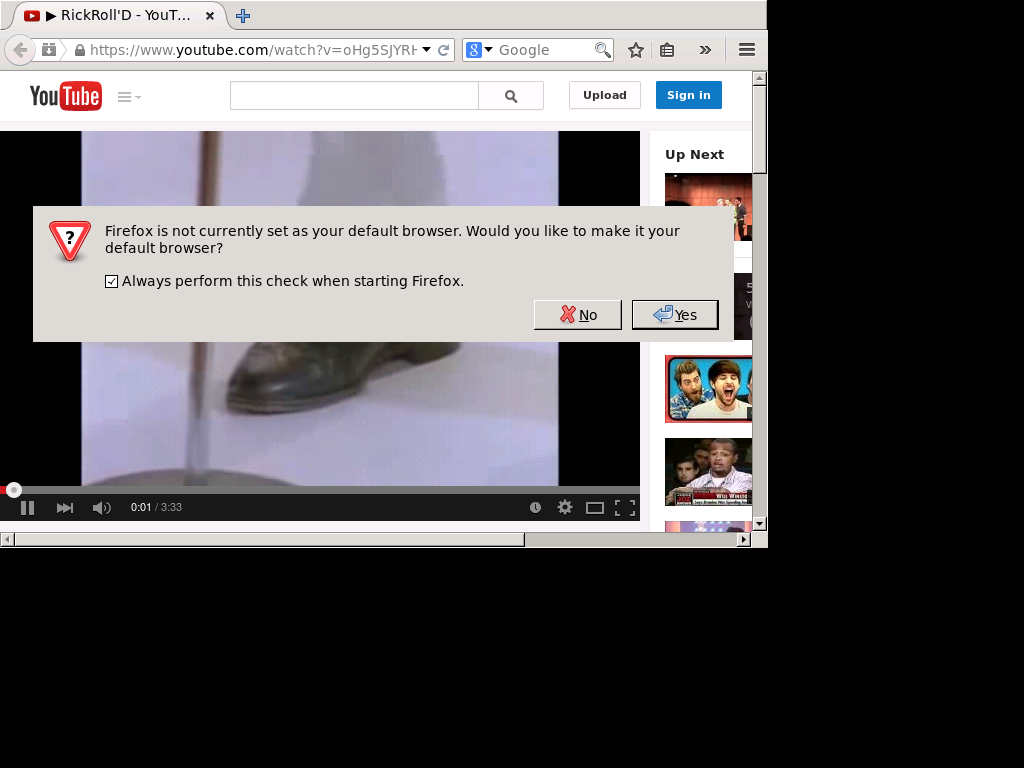 ▶ RickRoll'D - YouT...
https://www.youtube.com/watch?v=oHg5SJYRH
Google
YouTube
Upload
Sign in
Up Next
Firefox is not currently set as your default browser. Would you like to make it your
default browser?
Always perform this check when starting Firefox.
No
Yes
0:01 / 3:33